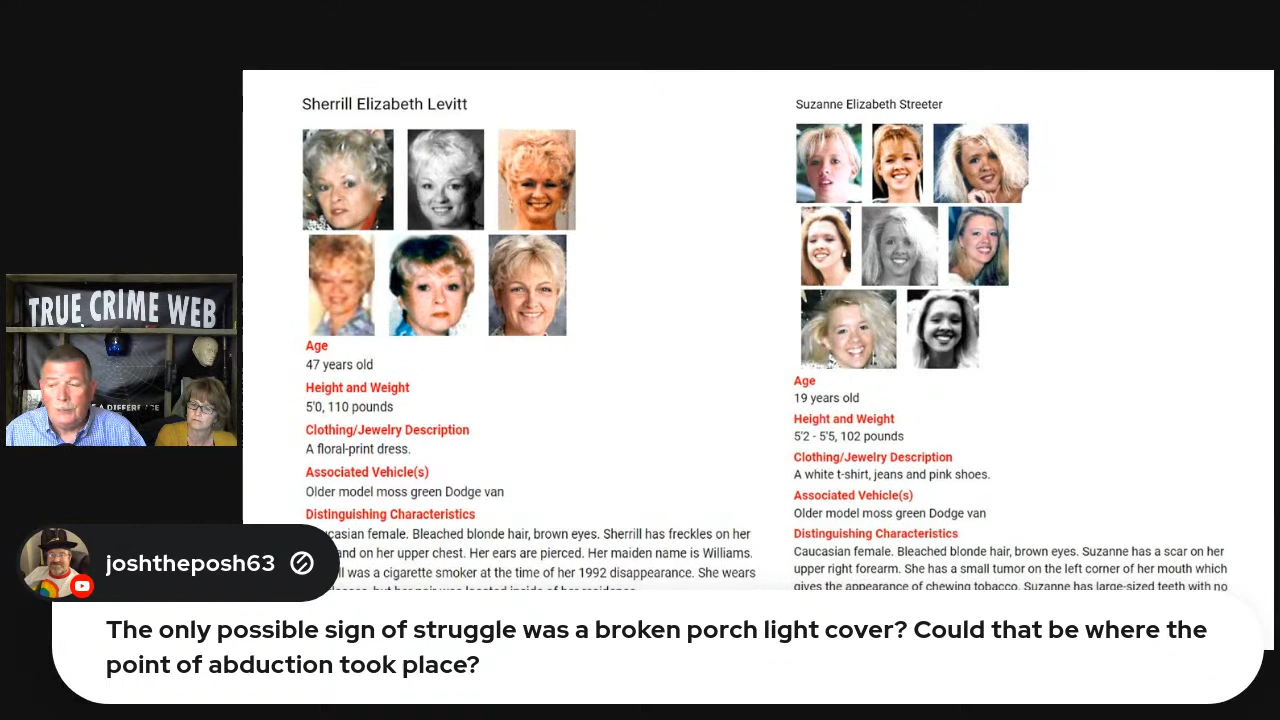 Sherrill Elizabeth Levitt
Suzanne Elizabeth Streeter
TRUE CRIME WEB
E A DIFFERENCE
Age
47 years old
Height and Weight
5'0, 110 pounds
Clothing/Jewelry Description
A floral-print dress.
Associated Vehicle(s)
Older model moss green Dodge van
Distinguishing Characteristics
casian female. Bleached blonde hair, brown eyes. Sherrill has freckles on her
and on her upper chest. Her ears are pierced. Her maiden name is Williams.
ll was a cigarette smoker at the time of her 1992 disappearance. She wears
Age
19 years old
Height and Weight
5'2 - 5'5, 102 pounds
Clothing/Jewelry Description
A white t-shirt, jeans and pink shoes.
Associated Vehicle(s)
Older model moss green Dodge van
Distinguishing Characteristics
Caucasian female. Bleached blonde hair, brown eyes. Suzanne has a scar on her
upper right forearm. She has a small tumor on the left corner of her mouth which
gives the appearance of chewing tobacco. Suzanne has large-sized teeth with no
joshtheposh63
The only possible sign of struggle was a broken porch light cover? Could that be where the
point of abduction took place?